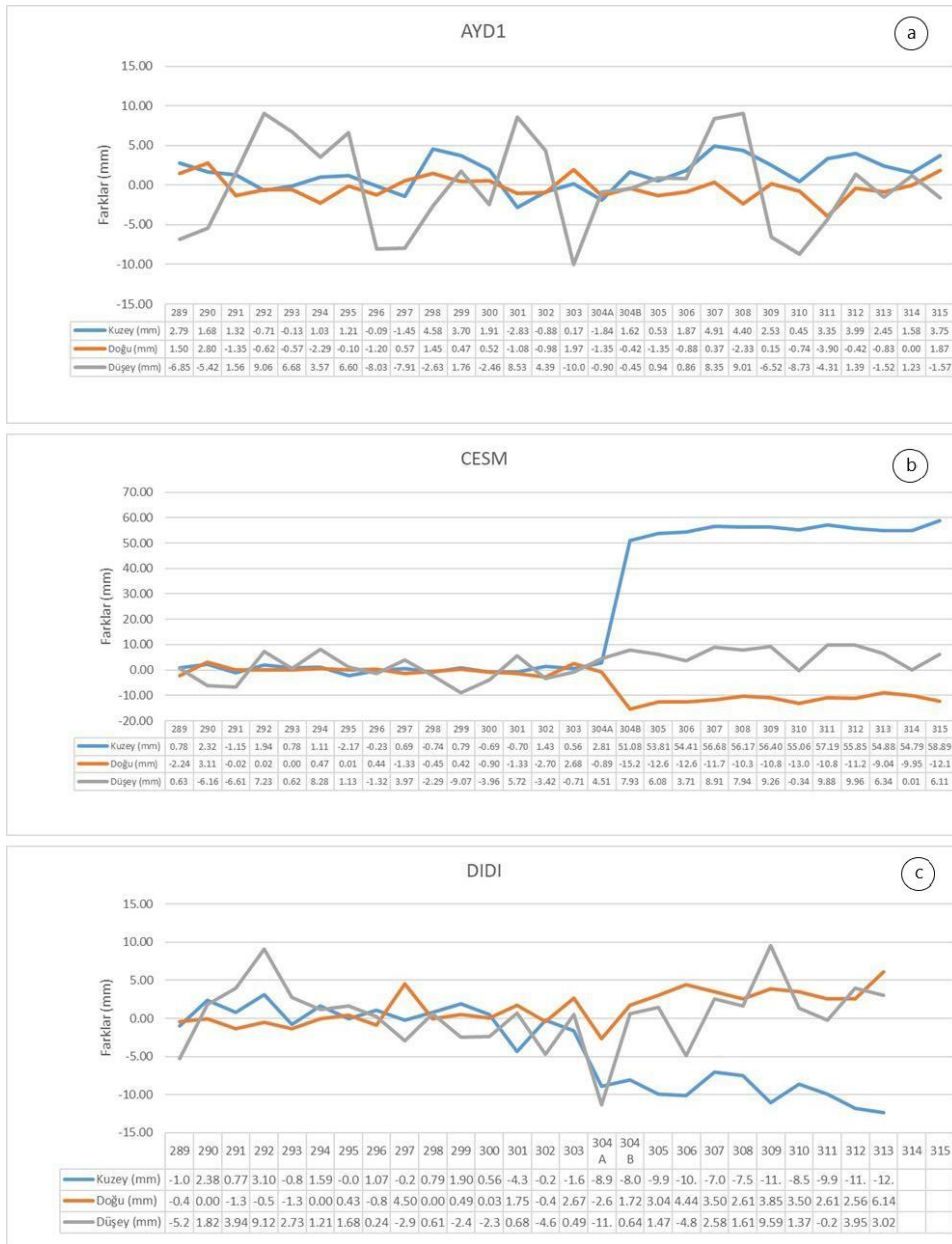 AYD1
a
15.00
10.00
5.00
0.00
-5.00
-10.00
-15.00
Farklar (mm)
289 290 291 292 293 294 295 296 297 298 299 300 301 302 303 304A 304B 305 306 307 308 309 310 311 312 313 314 315
Kuzey (mm) 2.79 1.68 1.32 -0.71 -0.13 1.03 1.21 -0.09 -1.45 4.58 3.70 1.91 -2.83 -0.88 0.17 -1.84 1.62 0.53 1.87 4.91 4.40 2.53 0.45 3.35 3.99 2.45 1.58 3.75
Doğu (mm) 1.50 2.80 -1.35 -0.62 -0.57 -2.29 -0.10 -1.20 0.57 1.45 0.47 0.52 -1.08 -0.98 1.97 -1.35 -0.42 -1.35 -0.88 0.37 -2.33 0.15 -0.74 -3.90 -0.42 -0.83 0.00 1.87
Düşey (mm) -6.85 -5.42 1.56 9.06 6.68 3.57 6.60 -8.03 -7.91 -2.63 1.76 -2.46 8.53 4.39 -10.0 -0.90 -0.45 0.94 0.86 8.35 9.01 -6.52 -8.73 -4.31 1.39 -1.52 1.23 -1.57
CESM
b
70.00
60.00
50.00
40.00
30.00
20.00
10.00
0.00
-10.00
-20.00
Farklar (mm)
289 290 291 292 293 294 295 296 297 298 299 300 301 302 303 304A 304B 305 306 307 308 309 310 311 312 313 314 315
Kuzey (mm) 0.78 2.32 -1.15 1.94 0.78 1.11 -2.17 -0.23 0.69 -0.74 0.79 -0.69 -0.70 1.43 0.56 2.81 51.08 53.81 54.41 56.68 56.17 56.40 55.06 57.19 55.85 54.88 54.79 58.89
Doğu (mm) -2.24 3.11 -0.02 0.02 0.00 0.47 0.01 0.44 -1.33 -0.45 0.42 -0.90 -1.33 -2.70 2.68 -0.89 -15.2 -12.6 -12.6 -11.7 -10.3 -10.8 -13.0 -10.8 -11.2 -9.04 -9.95 -12.1
Düşey (mm) 0.63 -6.16 -6.61 7.23 0.62 8.28 1.13 -1.32 3.97 -2.29 -9.07 -3.96 5.72 -3.42 -0.71 4.51 7.93 6.08 3.71 8.91 7.94 9.26 -0.34 9.88 9.96 6.34 0.01 6.11
DIDI
c
15.00
10.00
5.00
0.00
-5.00
-10.00
-15.00
Farklar (mm)
289 290 291 292 293 294 295 296 297 298 299 300 301 302 303 304 A 304 B 305 306 307 308 309 310 311 312 313 314 315
Kuzey (mm) -1.0 2.38 0.77 3.10 -0.8 1.59 -0.0 1.07 -0.2 0.79 1.90 0.56 -4.3 -0.2 -1.6 -8.9 -8.0 -9.9 -10. -7.0 -7.5 -11. -8.5 -9.9 -11. -12.
Doğu (mm) -0.4 0.00 -1.3 -0.5 -1.3 0.00 0.43 -0.8 4.50 0.00 0.49 0.03 1.75 -0.4 2.67 -2.6 1.72 3.04 4.44 3.50 2.61 3.85 3.50 2.61 2.56 6.14
Düşey (mm) -5.2 1.82 3.94 9.12 2.73 1.21 1.68 0.24 -2.9 0.61 -2.4 -2.3 0.68 -4.6 0.49 -11. 0.64 1.47 -4.8 2.58 1.61 9.59 1.37 -0.2 3.95 3.02